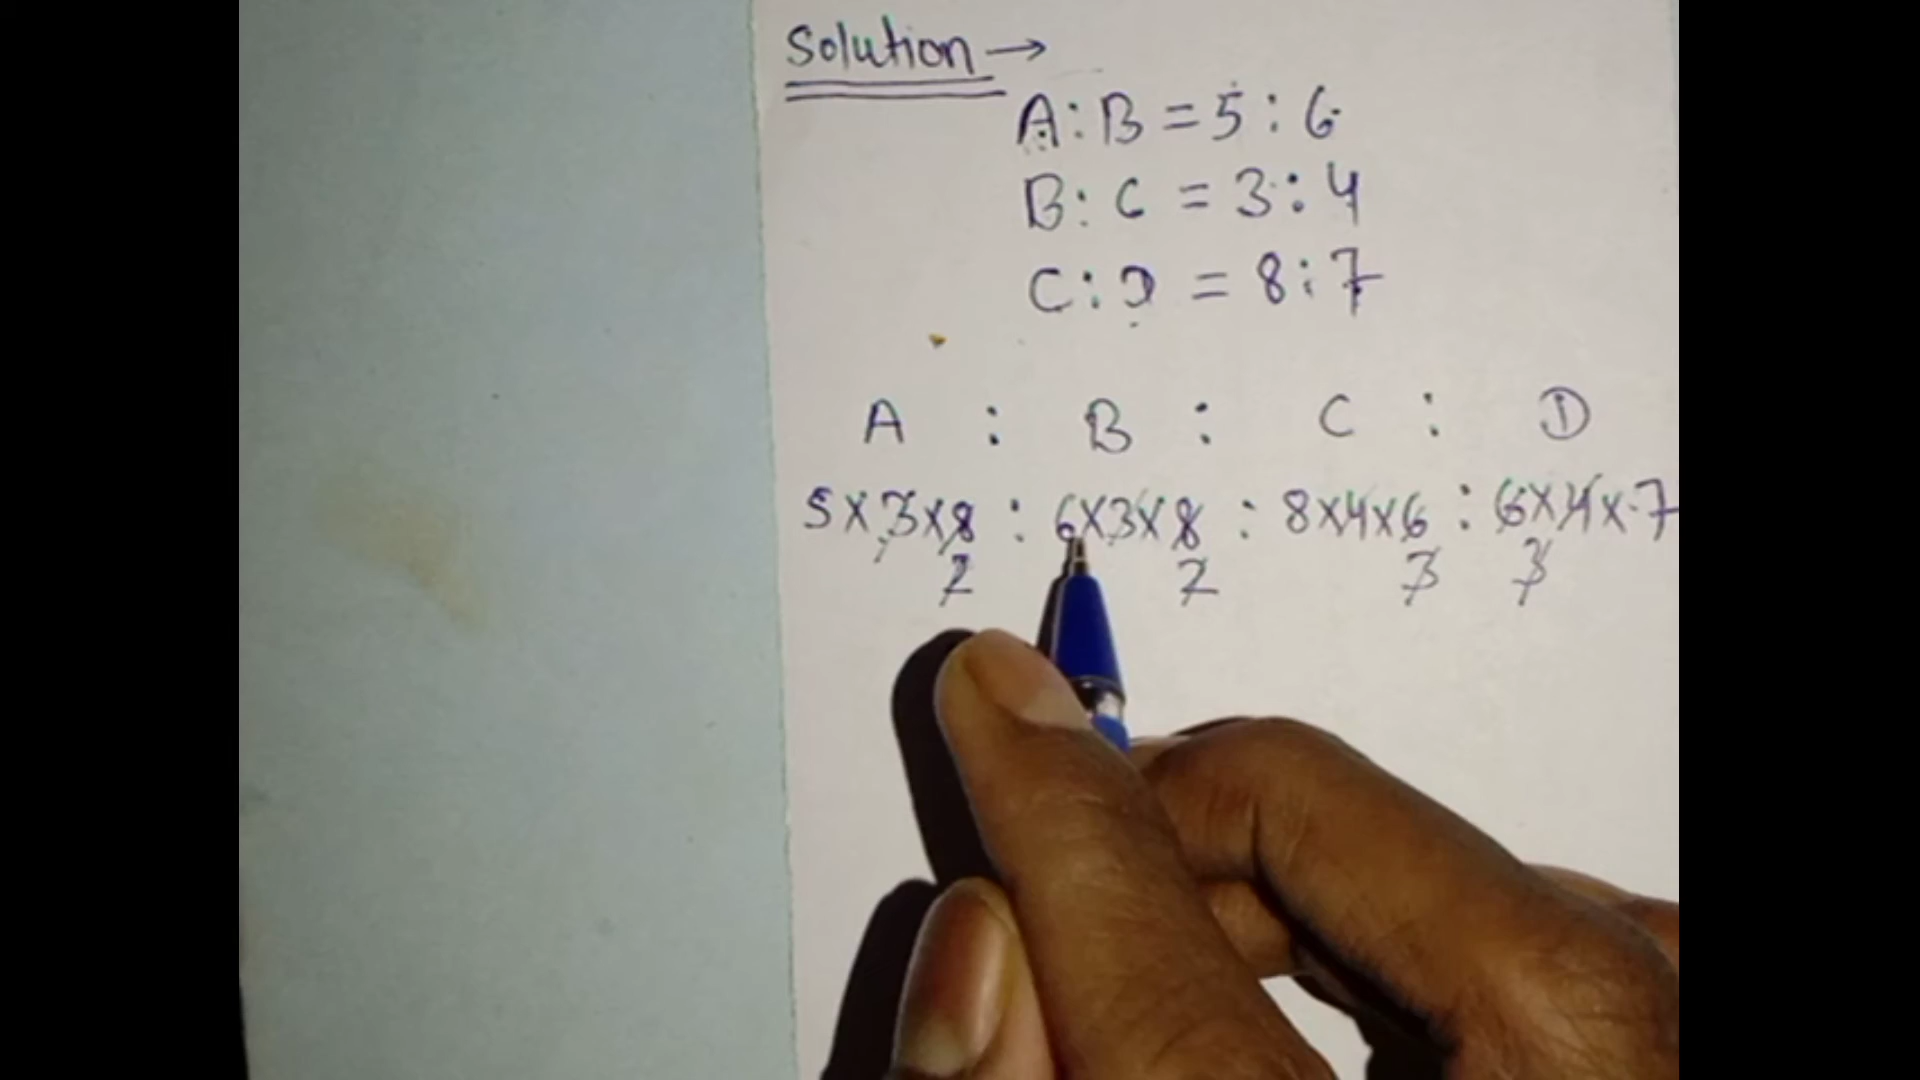 Solution →
A:B = 5:6
B:C = 3:4
C:D = 8:7
A : B : C : D
5×3×8 : 6×3×8 : 8×4×6 : 6×4×7
2 2 3 3